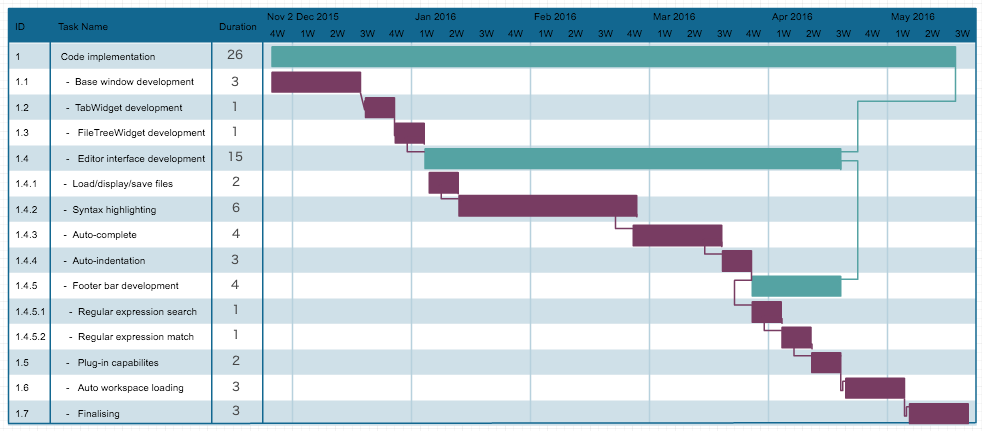 ID Task Name Duration Nov 2 Dec 2015 Jan 2016 Feb 2016 Mar 2016 Apr 2016 May 2016
4W 1W 2W 3W 4W 1W 2W 3W 4W 1W 2W 3W 4W 1W 2W 3W 4W 1W 2W 3W 4W 1W 2W 3W
1 Code implementation 26
1.1 - Base window development 3
1.2 - TabWidget development 1
1.3 - FileTreeWidget development 1
1.4 - Editor interface development 15
1.4.1 - Load/display/save files 2
1.4.2 - Syntax highlighting 6
1.4.3 - Auto-complete 4
1.4.4 - Auto-indentation 3
1.4.5 - Footer bar development 4
1.4.5.1 - Regular expression search 1
1.4.5.2 - Regular expression match 1
1.5 - Plug-in capabilites 2
1.6 - Auto workspace loading 3
1.7 - Finalising 3